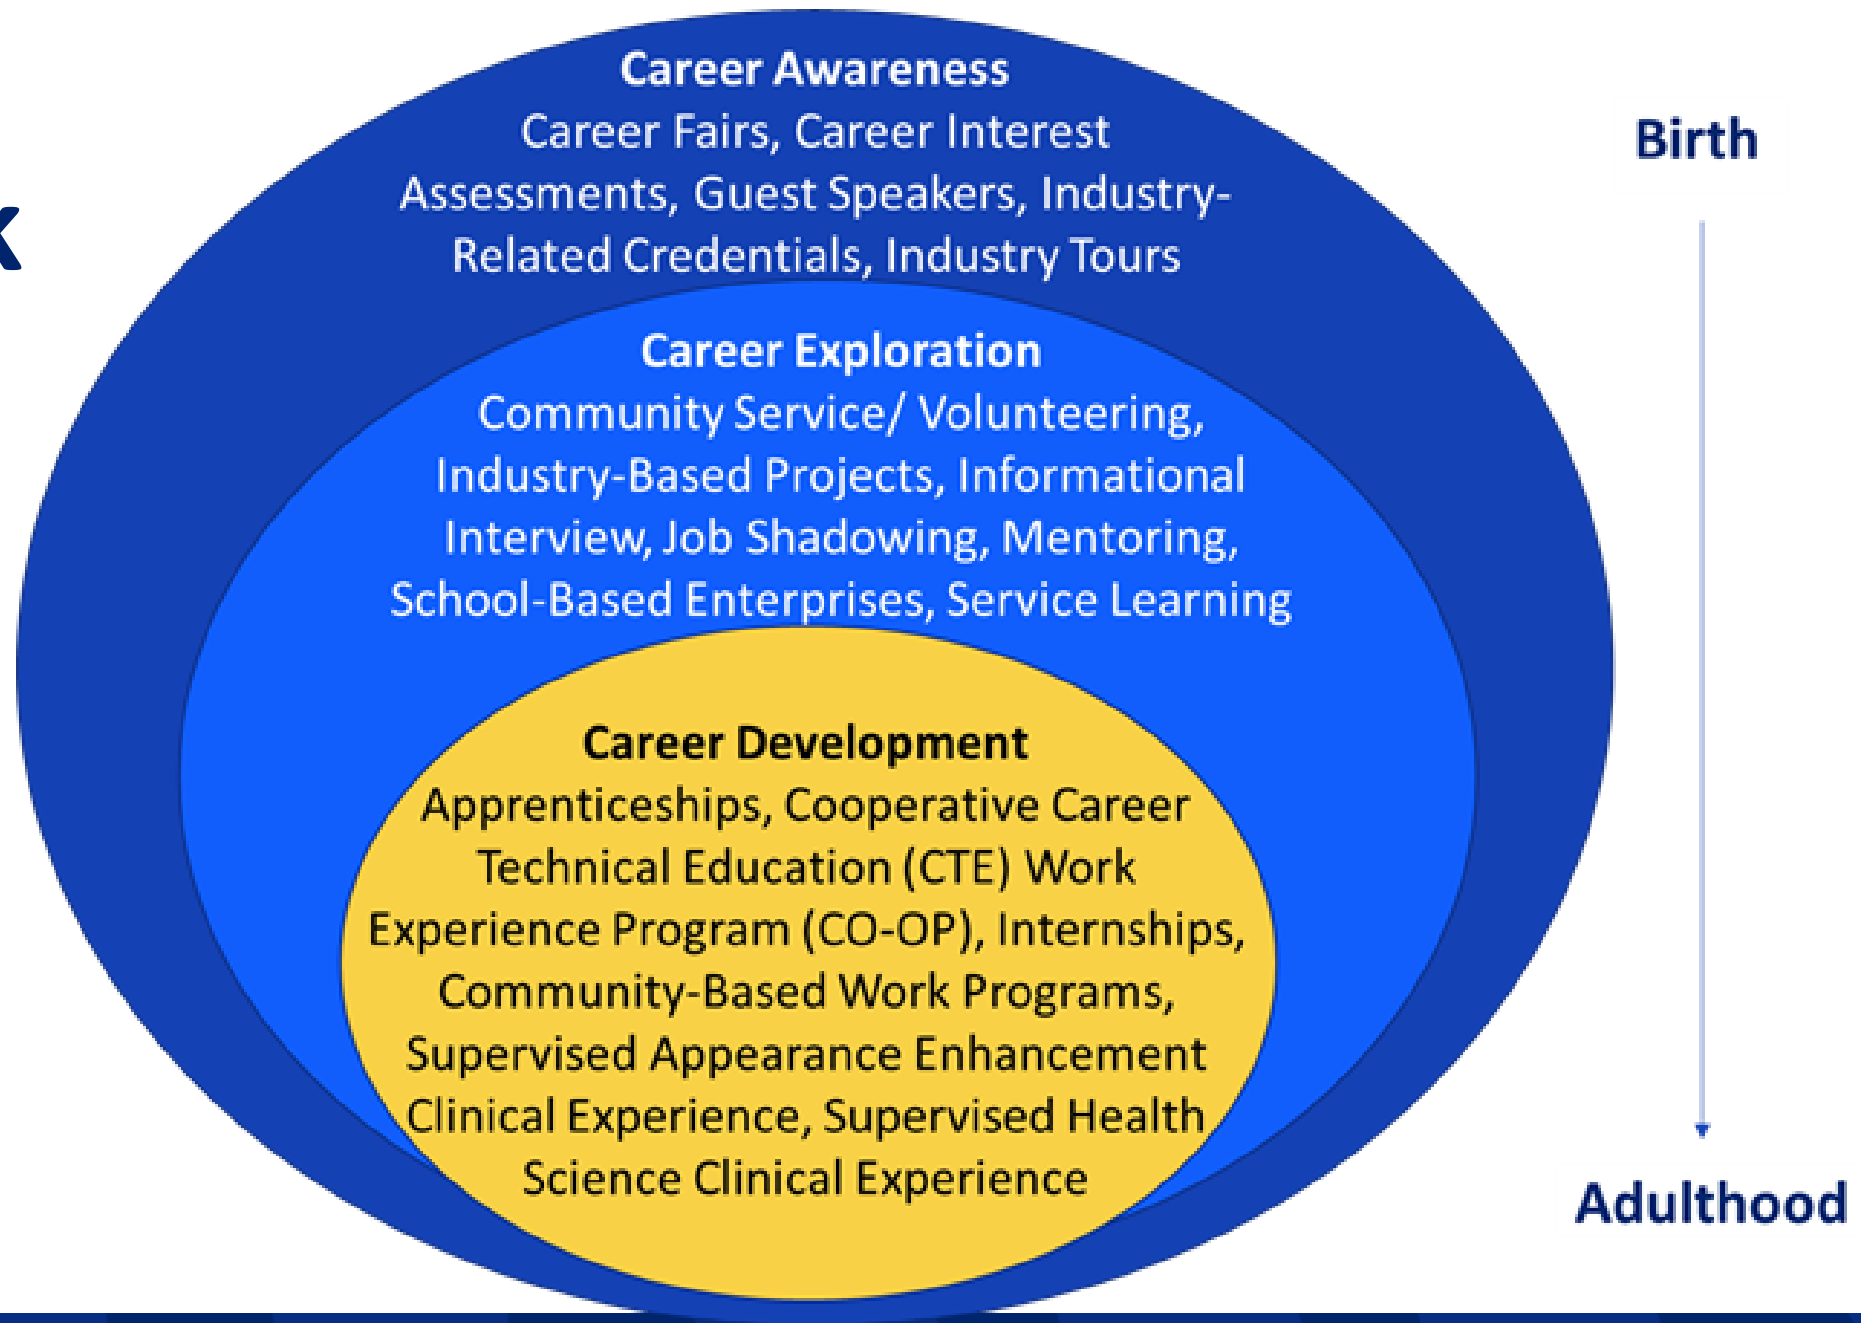 Career Awareness
Career Fairs, Career Interest
Assessments, Guest Speakers, Industry-
Related Credentials, Industry Tours
Career Exploration
Community Service/ Volunteering,
Industry-Based Projects, Informational
Interview, Job Shadowing, Mentoring,
School-Based Enterprises, Service Learning
Career Development
Apprenticeships, Cooperative Career
Technical Education (CTE) Work
Experience Program (CO-OP), Internships,
Community-Based Work Programs,
Supervised Appearance Enhancement
Clinical Experience, Supervised Health
Science Clinical Experience
Birth
Adulthood